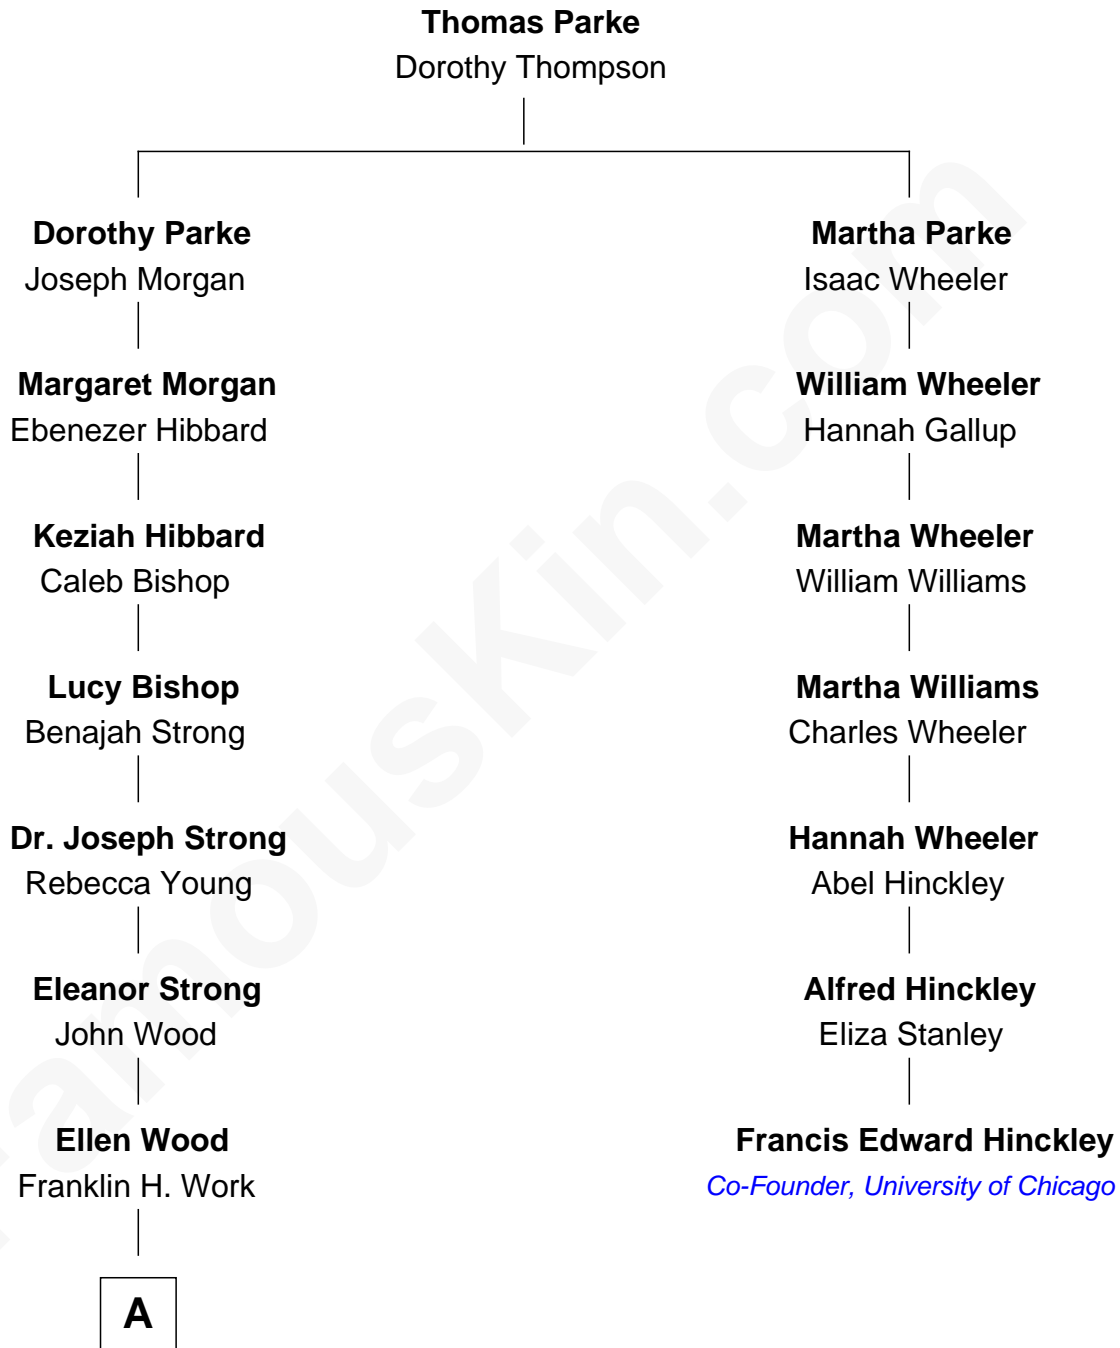 Thomas Parke
Dorothy Thompson
Dorothy Parke
Joseph Morgan
Margaret Morgan
Ebenezer Hibbard
Keziah Hibbard
Caleb Bishop
Lucy Bishop
Benajah Strong
Dr. Joseph Strong
Rebecca Young
Eleanor Strong
John Wood
Ellen Wood
Franklin H. Work
A
Martha Parke
Isaac Wheeler
William Wheeler
Hannah Gallup
Martha Wheeler
William Williams
Martha Williams
Charles Wheeler
Hannah Wheeler
Abel Hinckley
Alfred Hinckley
Eliza Stanley
Francis Edward Hinckley
Co-Founder, University of Chicago
FamousKin.com